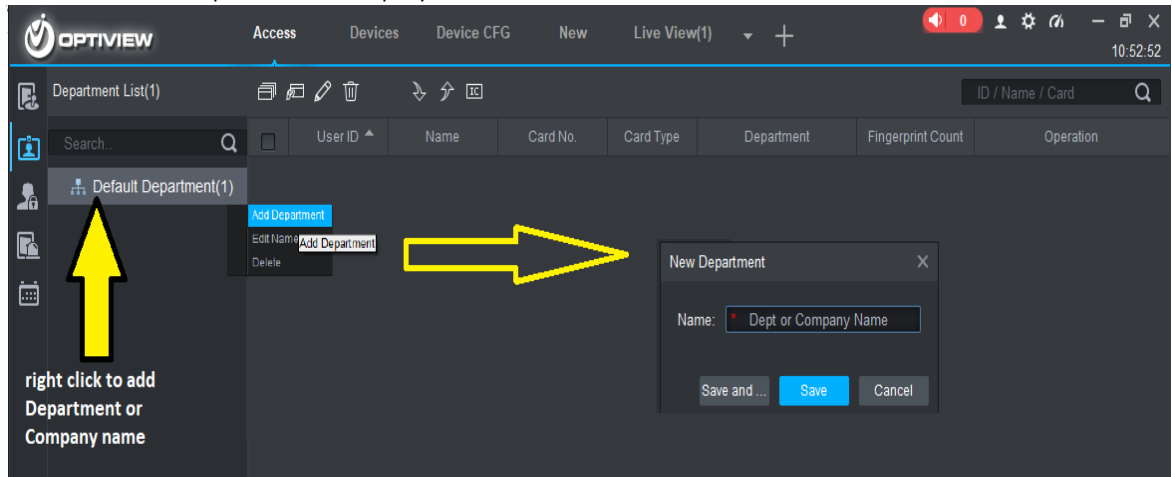 OPTIVIEW
Access Devices Device CFG New Live View(1)
0
10:52:52
Department List(1)
IC
ID / Name / Card
Search..
User ID Name Card No. Card Type Department Fingerprint Count Operation
Default Department(1)
Add Department
Edit Name
Add Department
Delete
New Department
Name: * Dept or Company Name
Save and ... Save Cancel
right click to add
Department or
Company name